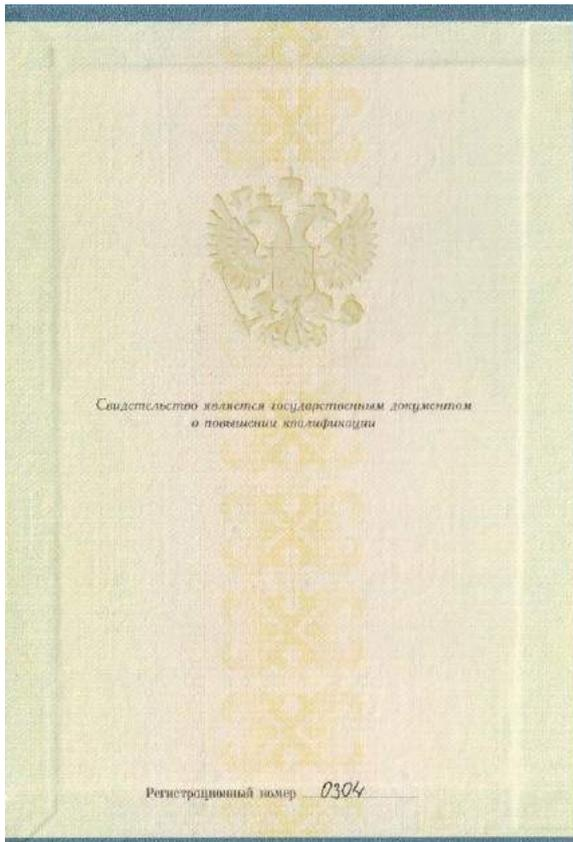 Свидетельство является государственным документом
о повышении квалификации
Регистрационный номер 0304